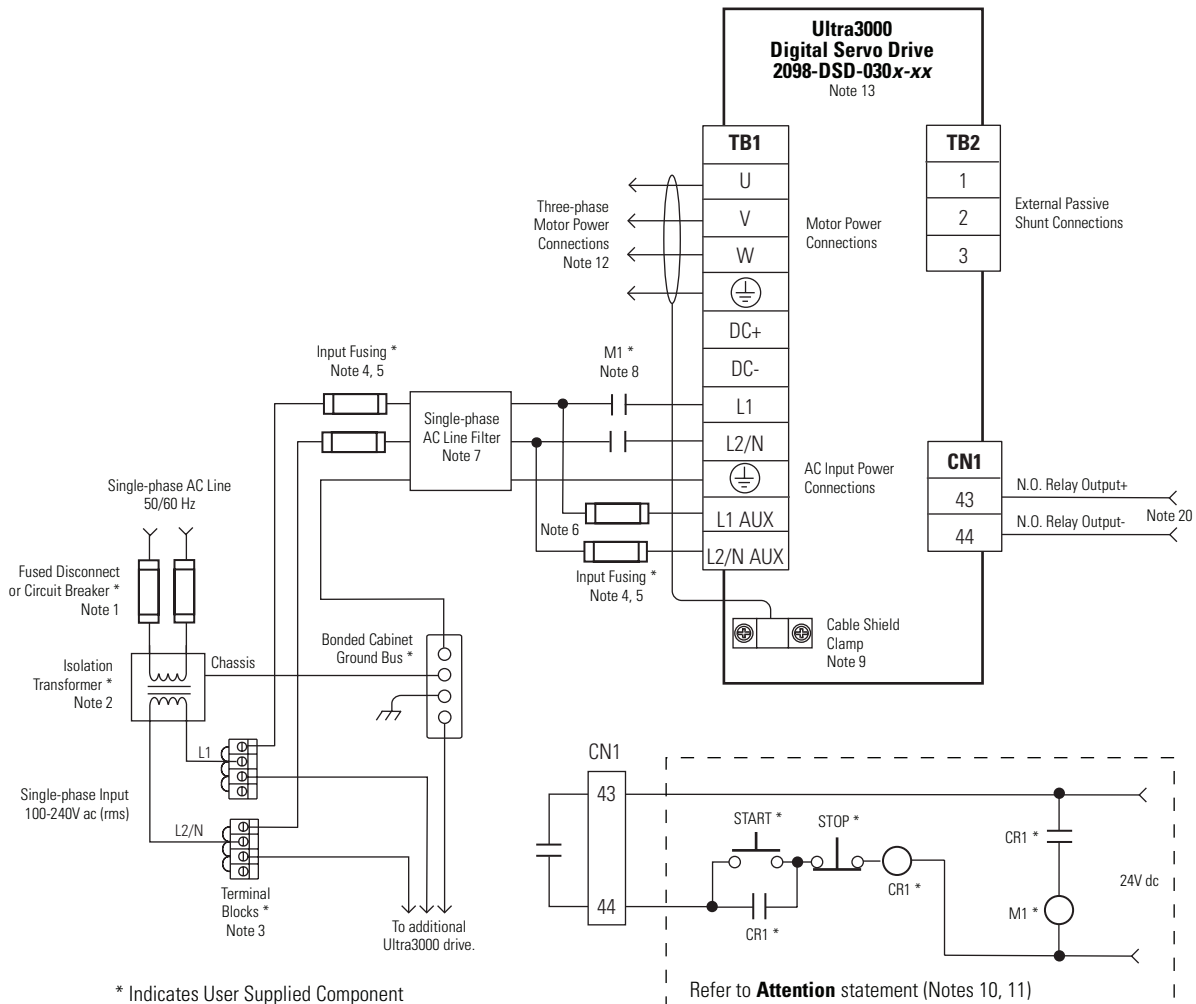 Ultra3000
Digital Servo Drive
2098-DSD-030x-xx
Note 13
TB1
U
V
W
DC+
DC-
L1
L2/N
L1 AUX
L2/N AUX
Three-phase
Motor Power
Connections
Note 12
Motor Power
Connections
TB2
1
2
3
External Passive
Shunt Connections
Input Fusing *
Note 4, 5
M1 *
Note 8
Single-phase
AC Line Filter
Note 7
AC Input Power
Connections
CN1
43
44
N.O. Relay Output+
N.O. Relay Output-
Note 20
Single-phase AC Line
50/60 Hz
Note 6
Input Fusing *
Note 4, 5
Fused Disconnect
or Circuit Breaker *
Note 1
Bonded Cabinet
Ground Bus *
Cable Shield
Clamp
Note 9
Isolation
Transformer *
Note 2
Chassis
L1
Single-phase Input
100-240V ac (rms)
L2/N
Terminal
Blocks *
Note 3
To additional
Ultra3000 drive.
CN1
43
44
START *
STOP *
CR1 *
CR1 *
CR1 *
M1 *
24V dc
* Indicates User Supplied Component
Refer to Attention statement (Notes 10, 11)